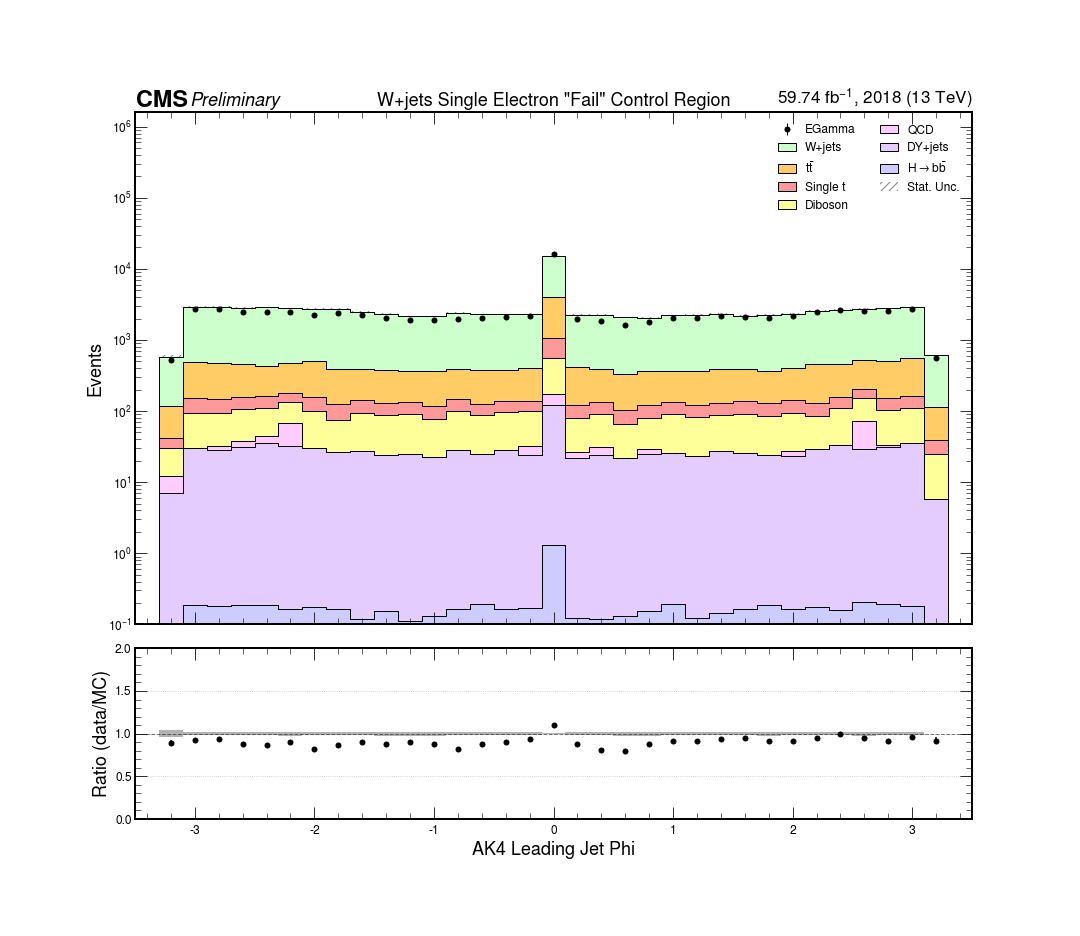 CMS Preliminary W+jets Single Electron "Fail" Control Region 59.74 fb⁻¹, 2018 (13 TeV)
EGamma
W+jets
tt̄
Single t
Diboson
QCD
DY+jets
H→bb̄
Stat. Unc.
Events
10⁶
10⁵
10⁴
10³
10²
10¹
10⁰
10⁻¹
Ratio (data/MC)
2.0
1.5
1.0
0.5
0.0
-3 -2 -1 0 1 2 3
AK4 Leading Jet Phi